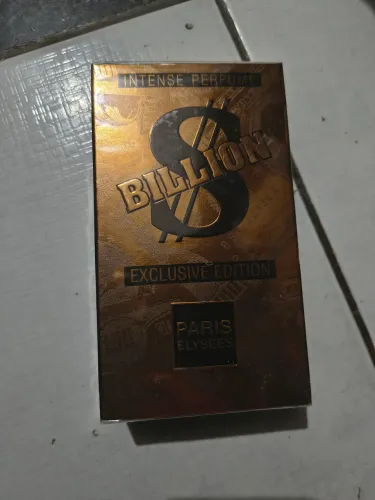 INTENSE PERFUME
$
BILLION
EXCLUSIVE EDITION
PARIS
ELYSEES